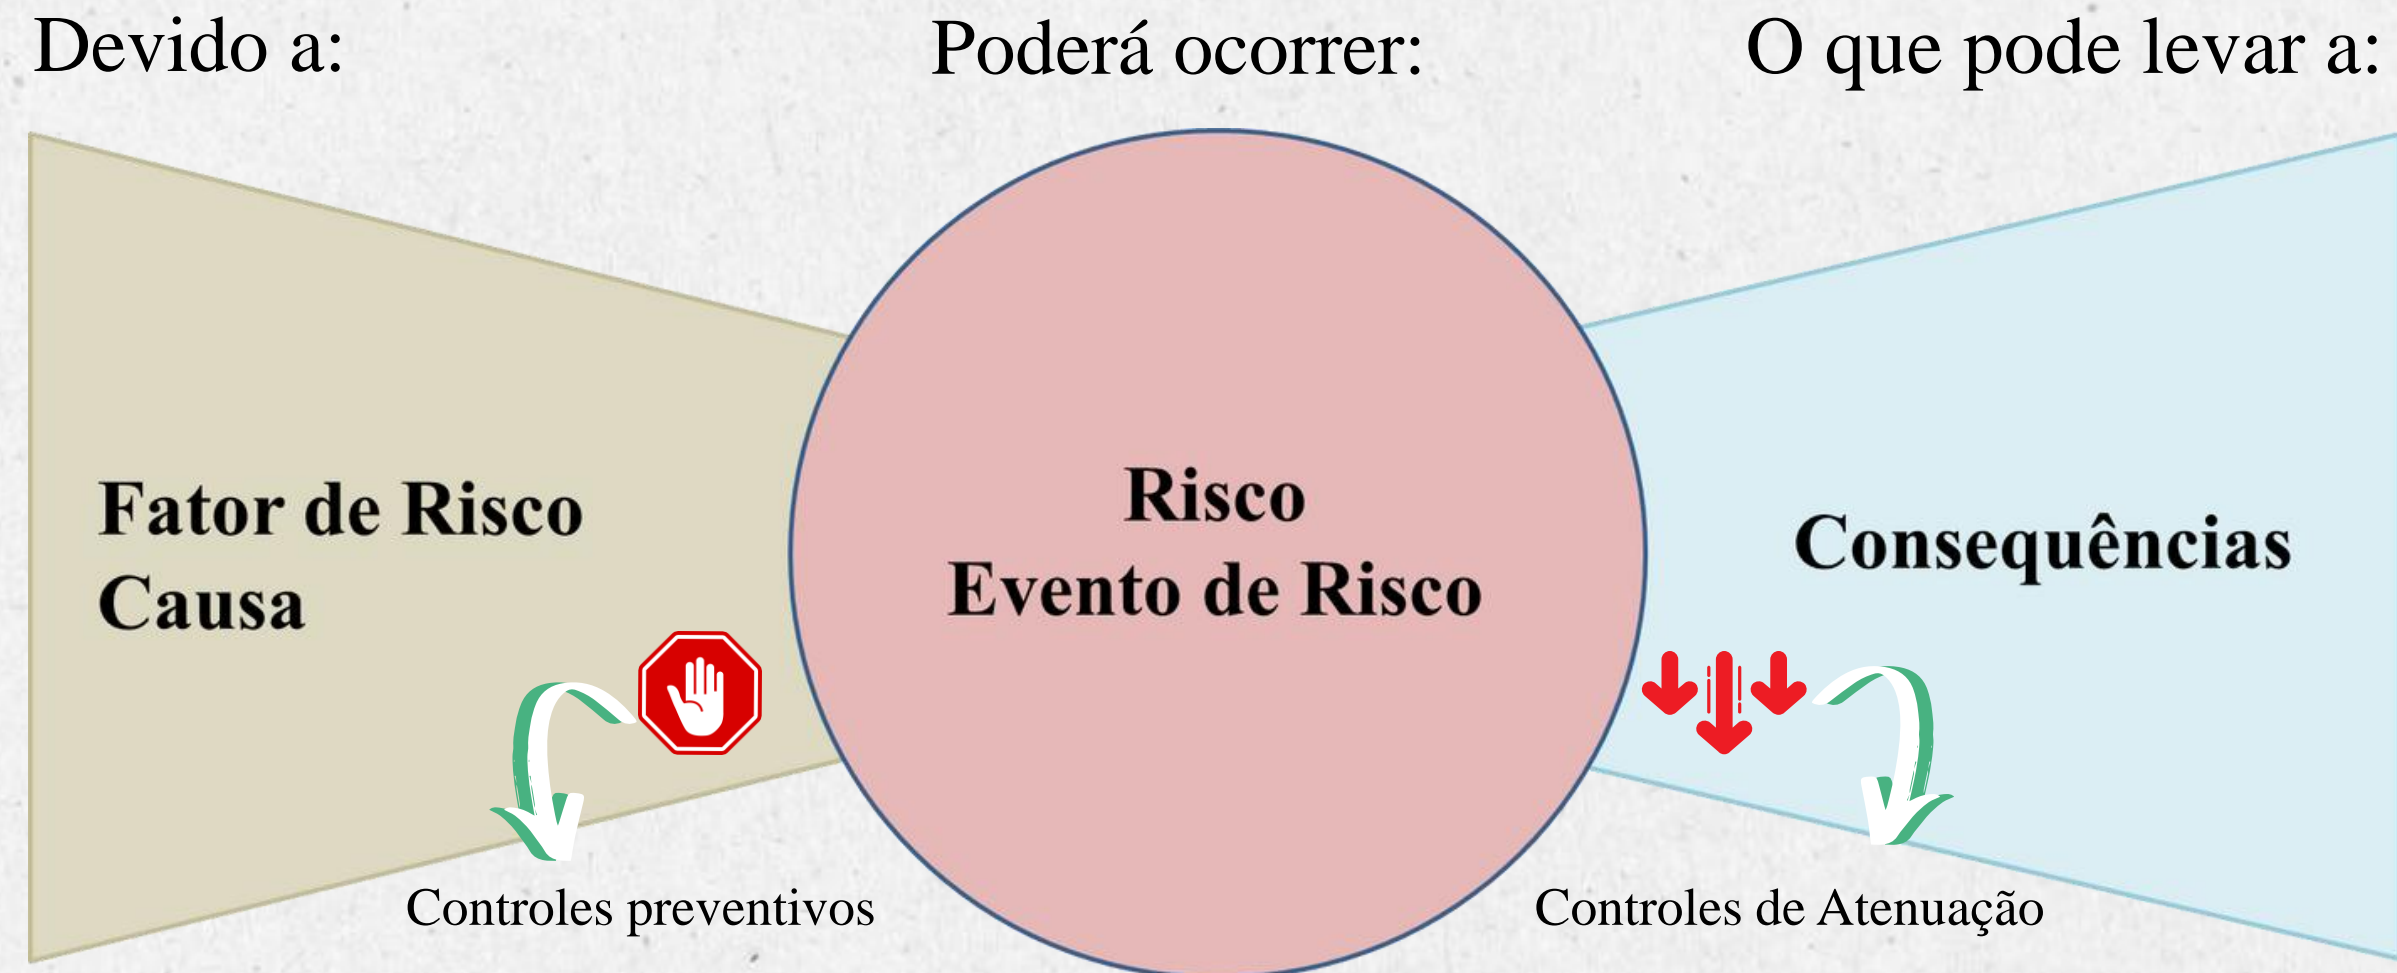 Devido a:
Poderá ocorrer:
O que pode levar a:
Fator de Risco
Causa
Risco
Evento de Risco
Consequências
Controles preventivos
Controles de Atenuação